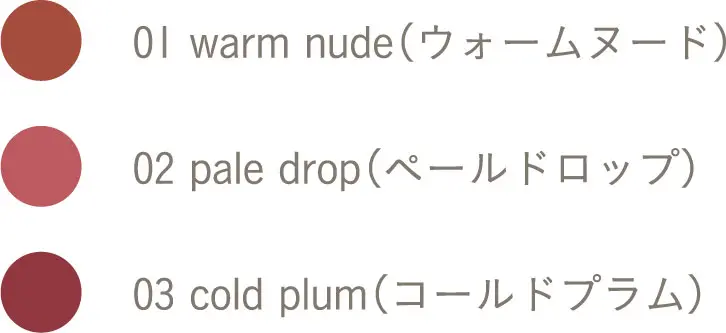 01 warm nude(ウォームヌード)
02 pale drop(ペールドロップ)
03 cold plum(コールドプラム)